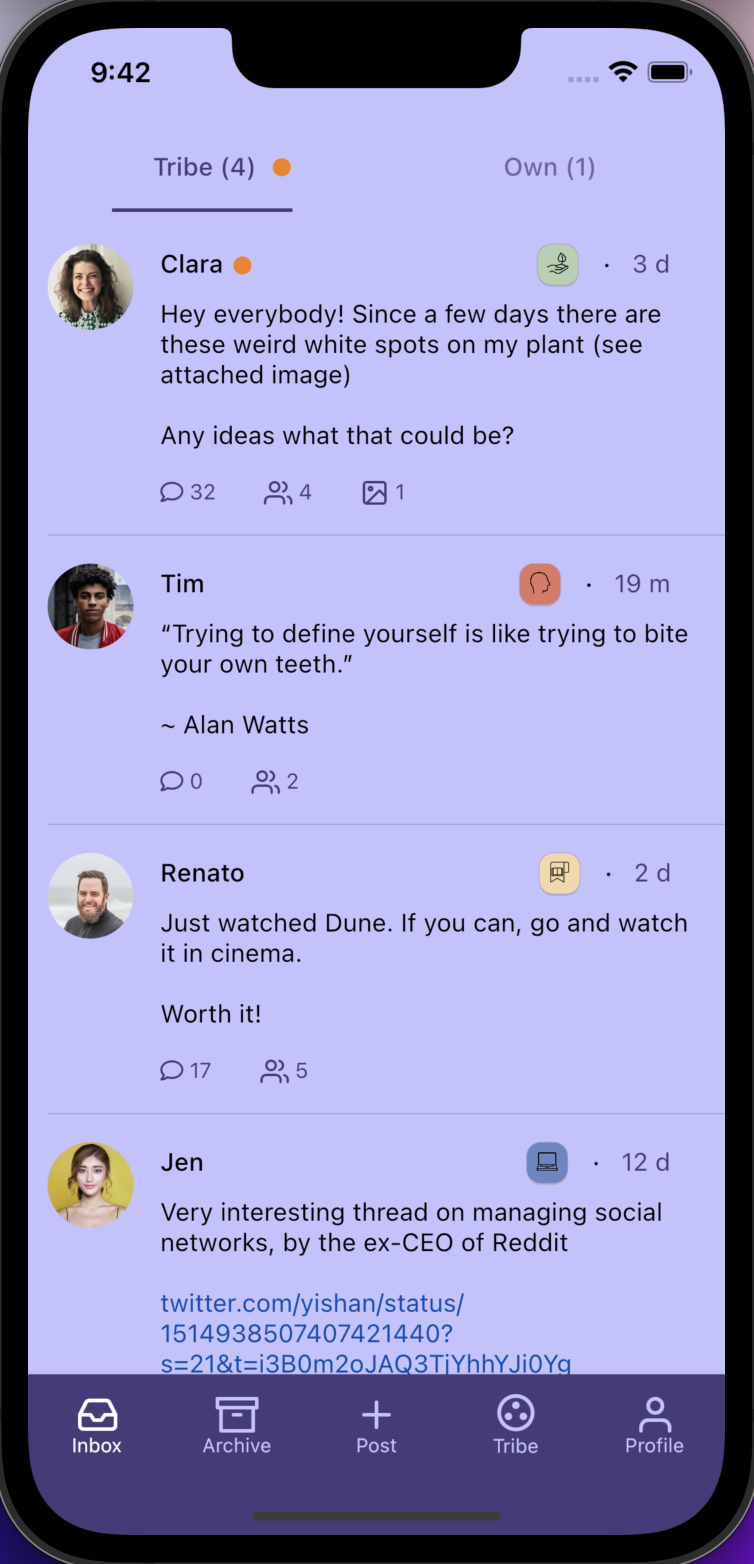 9:42
Tribe (4)
Own (1)
Clara
· 3 d
Hey everybody! Since a few days there are
these weird white spots on my plant (see
attached image)
Any ideas what that could be?
32
4
1
Tim
· 19 m
“Trying to define yourself is like trying to bite
your own teeth.”
~ Alan Watts
0
2
Renato
· 2 d
Just watched Dune. If you can, go and watch
it in cinema.
Worth it!
17
5
Jen
· 12 d
Very interesting thread on managing social
networks, by the ex-CEO of Reddit
twitter.com/yishan/status/
1514938507407421440?
s=21&t=i3B0m2oJAQ3TjYhhYJi0Yg
Inbox
Archive
Post
Tribe
Profile